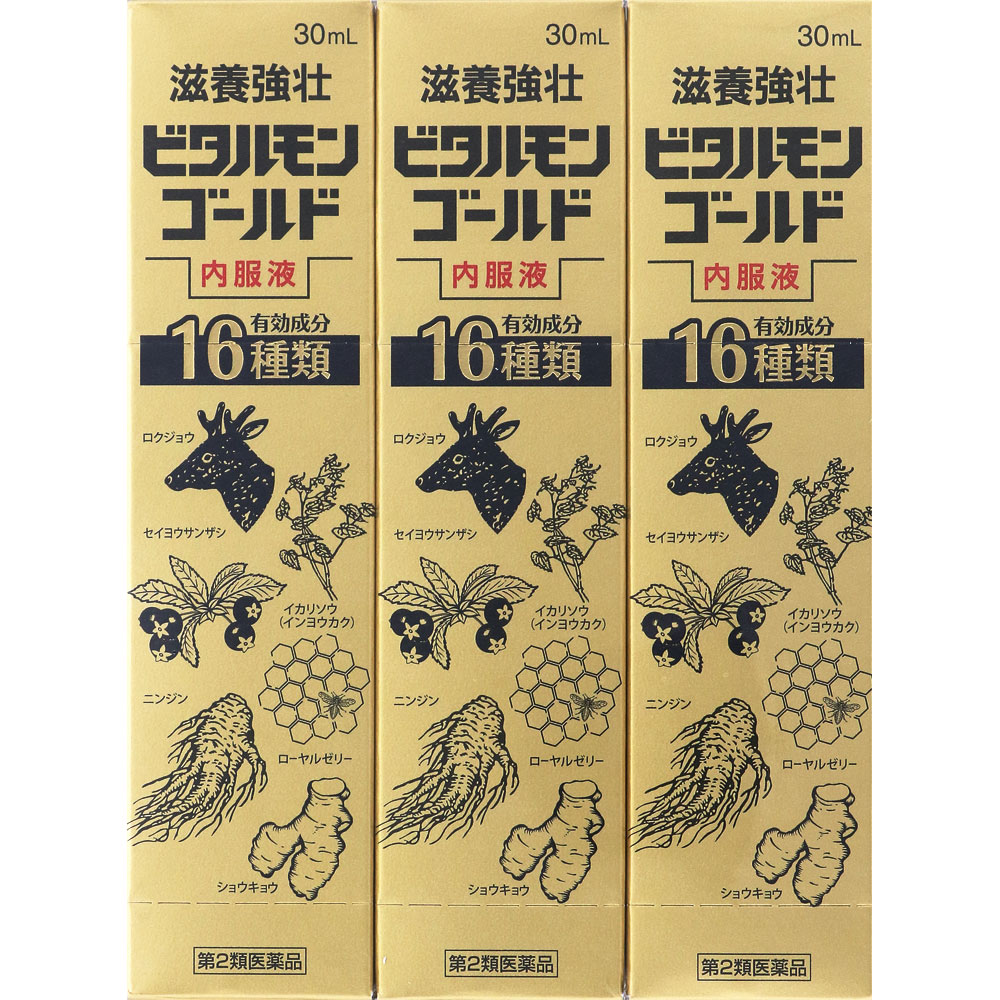 30mL
滋養強壮
ビタルモン
ゴールド
内服液
有効成分
16種類
ロクジョウ
セイヨウサンザシ
イカリソウ
(インヨウカク)
ニンジン
ローヤルゼリー
ショウキョウ
第2類医薬品
30mL
滋養強壮
ビタルモン
ゴールド
内服液
有効成分
16種類
ロクジョウ
セイヨウサンザシ
イカリソウ
(インヨウカク)
ニンジン
ローヤルゼリー
ショウキョウ
第2類医薬品
30mL
滋養強壮
ビタルモン
ゴールド
内服液
有効成分
16種類
ロクジョウ
セイヨウサンザシ
イカリソウ
(インヨウカク)
ニンジン
ローヤルゼリー
ショウキョウ
第2類医薬品